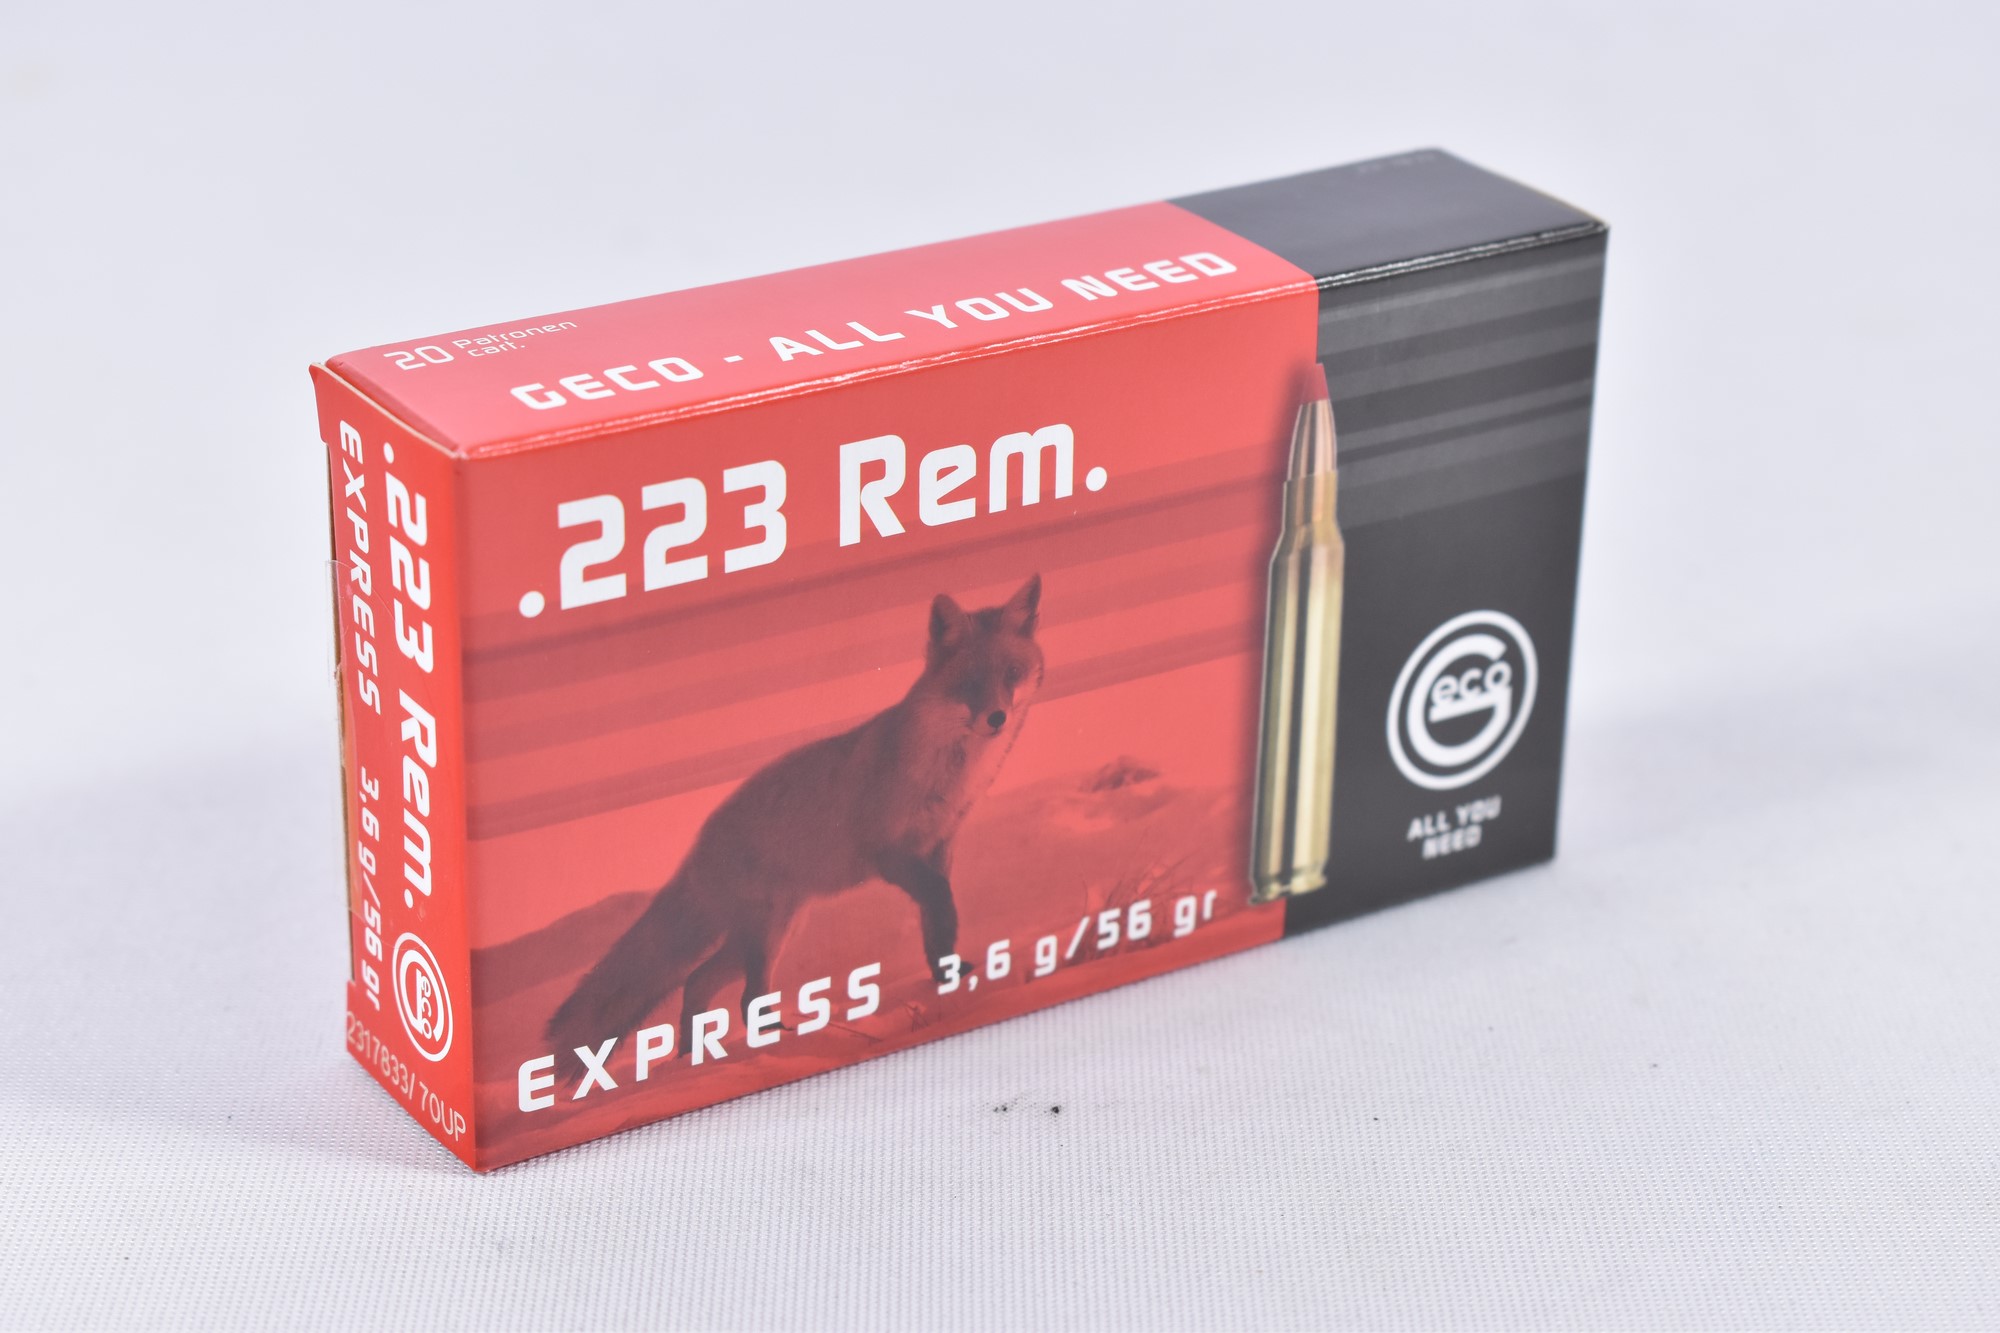 20 Patronen
cart.
GECO - ALL YOU NEED
.223 Rem.
EXPRESS 3,6 g/56 gr
Geco
ALL YOU
NEED
.223 Rem.
Geco
EXPRESS 3,6 g/56 gr
2317833/70UP